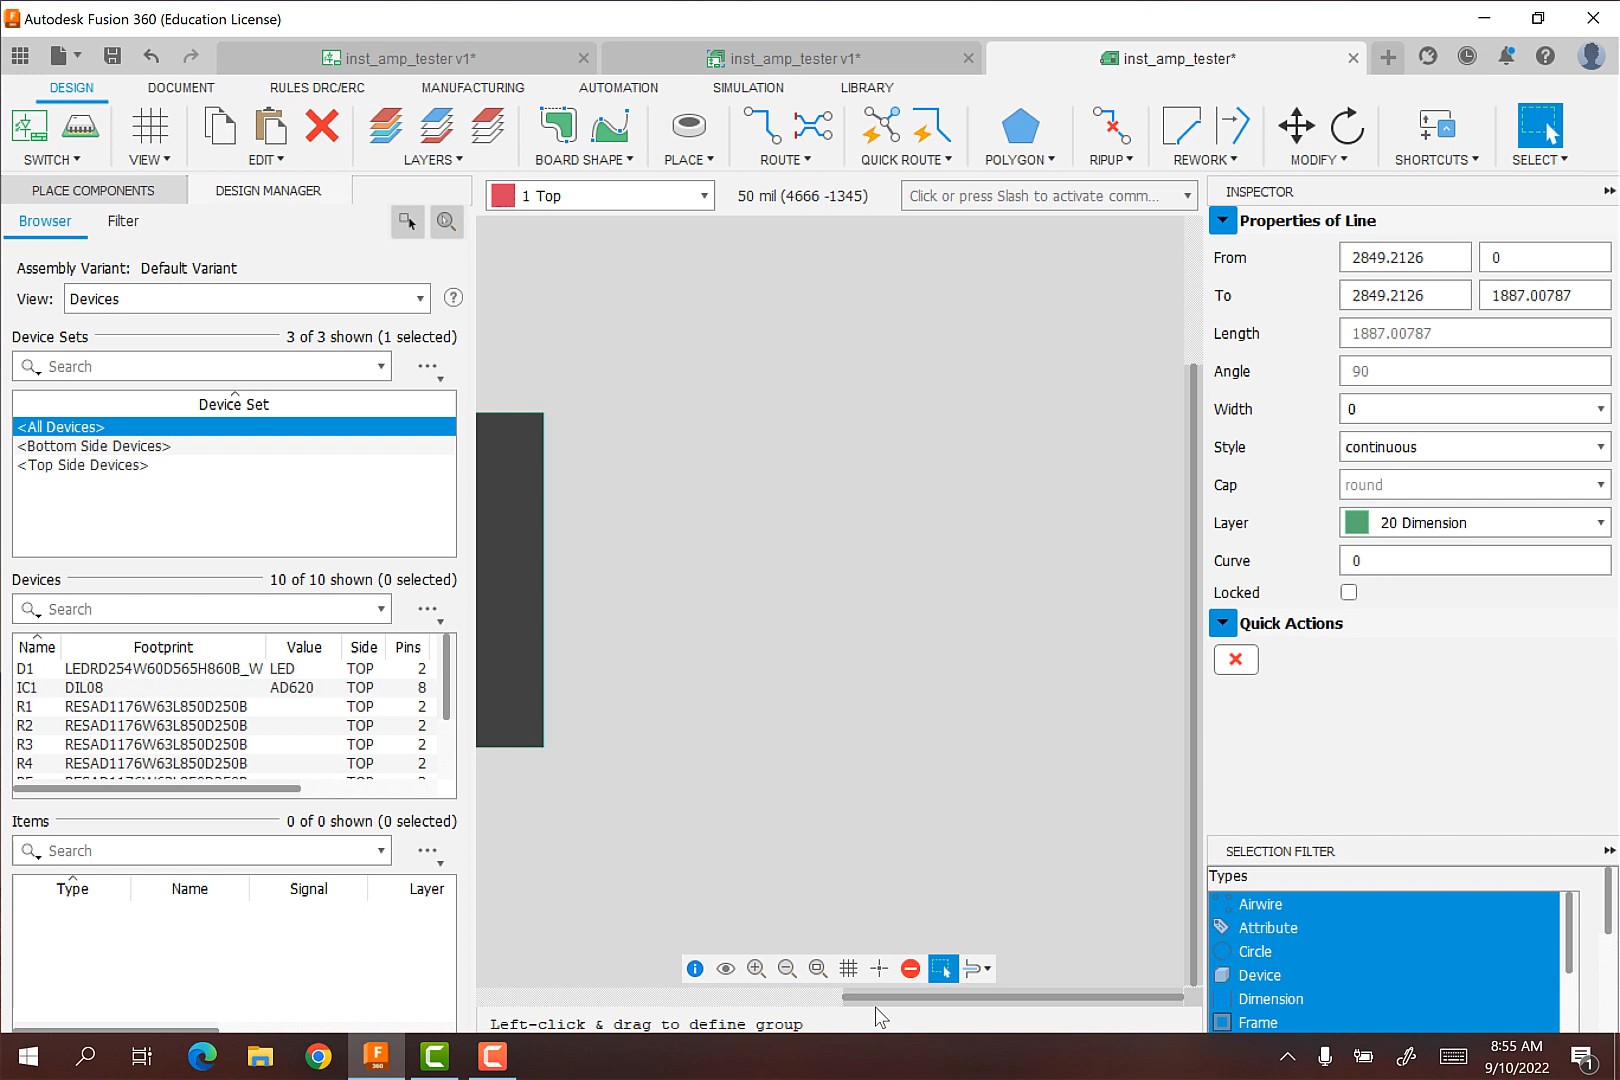 Autodesk Fusion 360 (Education License)
inst_amp_tester v1*
inst_amp_tester v1*
inst_amp_tester*
DESIGN
DOCUMENT
RULES DRC/ERC
MANUFACTURING
AUTOMATION
SIMULATION
LIBRARY
SWITCH
VIEW
EDIT
LAYERS
BOARD SHAPE
PLACE
ROUTE
QUICK ROUTE
POLYGON
RIPUP
REWORK
MODIFY
SHORTCUTS
SELECT
PLACE COMPONENTS
DESIGN MANAGER
Browser
Filter
Assembly Variant: Default Variant
View: Devices
Device Sets 3 of 3 shown (1 selected)
Search
Device Set
<All Devices>
<Bottom Side Devices>
<Top Side Devices>
Devices 10 of 10 shown (0 selected)
Search
Name Footprint Value Side Pins
D1 LEDRD254W60D565H860B_W LED TOP 2
IC1 DIL08 AD620 TOP 8
R1 RESAD1176W63L850D250B TOP 2
R2 RESAD1176W63L850D250B TOP 2
R3 RESAD1176W63L850D250B TOP 2
R4 RESAD1176W63L850D250B TOP 2
Items 0 of 0 shown (0 selected)
Search
Type Name Signal Layer
1 Top
50 mil (4666 -1345)
Click or press Slash to activate comm...
Left-click & drag to define group
INSPECTOR
Properties of Line
From 2849.2126 0
To 2849.2126 1887.00787
Length 1887.00787
Angle 90
Width 0
Style continuous
Cap round
Layer 20 Dimension
Curve 0
Locked
Quick Actions
SELECTION FILTER
Types
Airwire
Attribute
Circle
Device
Dimension
Frame
F
360
8:55 AM
9/10/2022
1